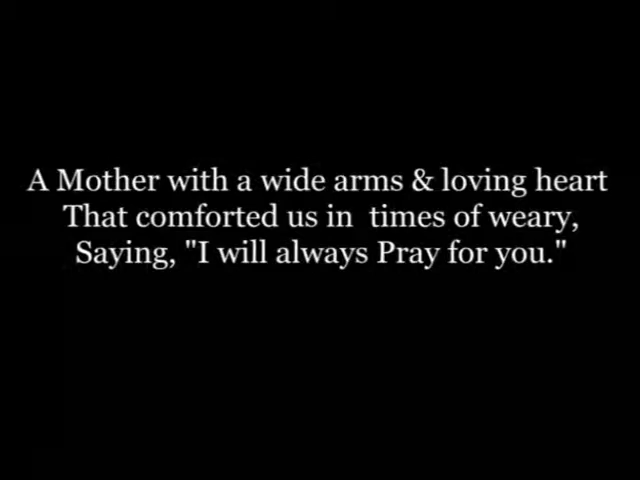 A Mother with a wide arms & loving heart
That comforted us in  times of weary,
Saying, "I will always Pray for you."